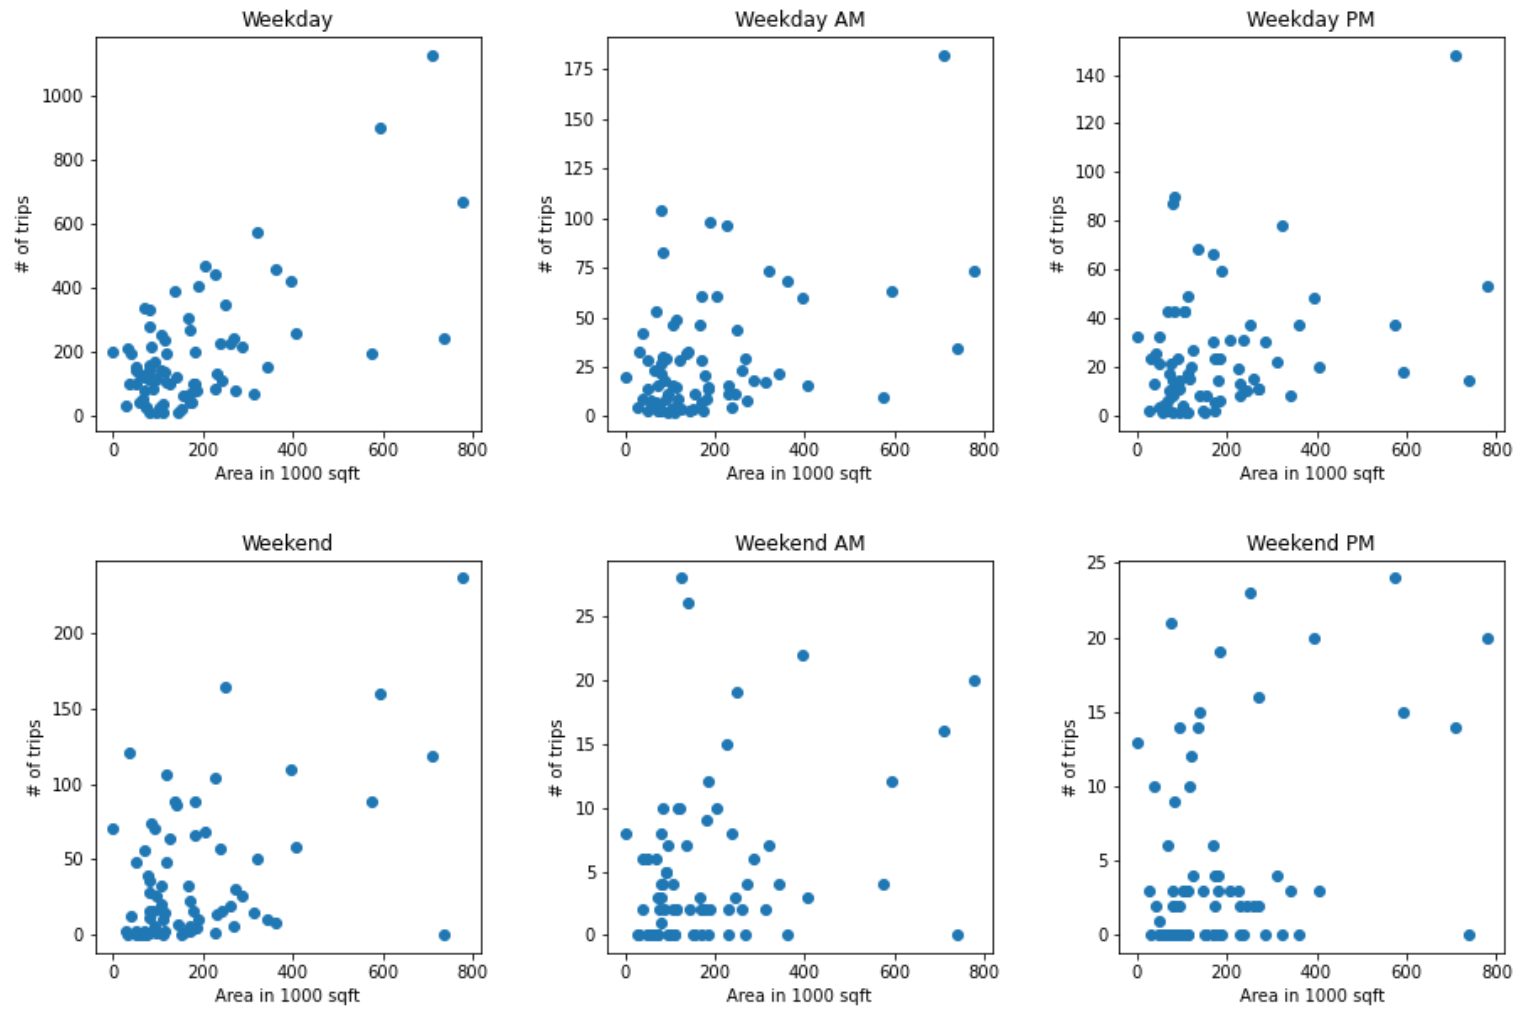 Weekday
Weekday AM
Weekday PM
# of trips
1000
800
600
400
200
0
0 200 400 600 800
Area in 1000 sqft
# of trips
175
150
125
100
75
50
25
0
0 200 400 600 800
Area in 1000 sqft
# of trips
140
120
100
80
60
40
20
0
0 200 400 600 800
Area in 1000 sqft
Weekend
Weekend AM
Weekend PM
# of trips
200
150
100
50
0
0 200 400 600 800
Area in 1000 sqft
# of trips
25
20
15
10
5
0
0 200 400 600 800
Area in 1000 sqft
# of trips
25
20
15
10
5
0
0 200 400 600 800
Area in 1000 sqft